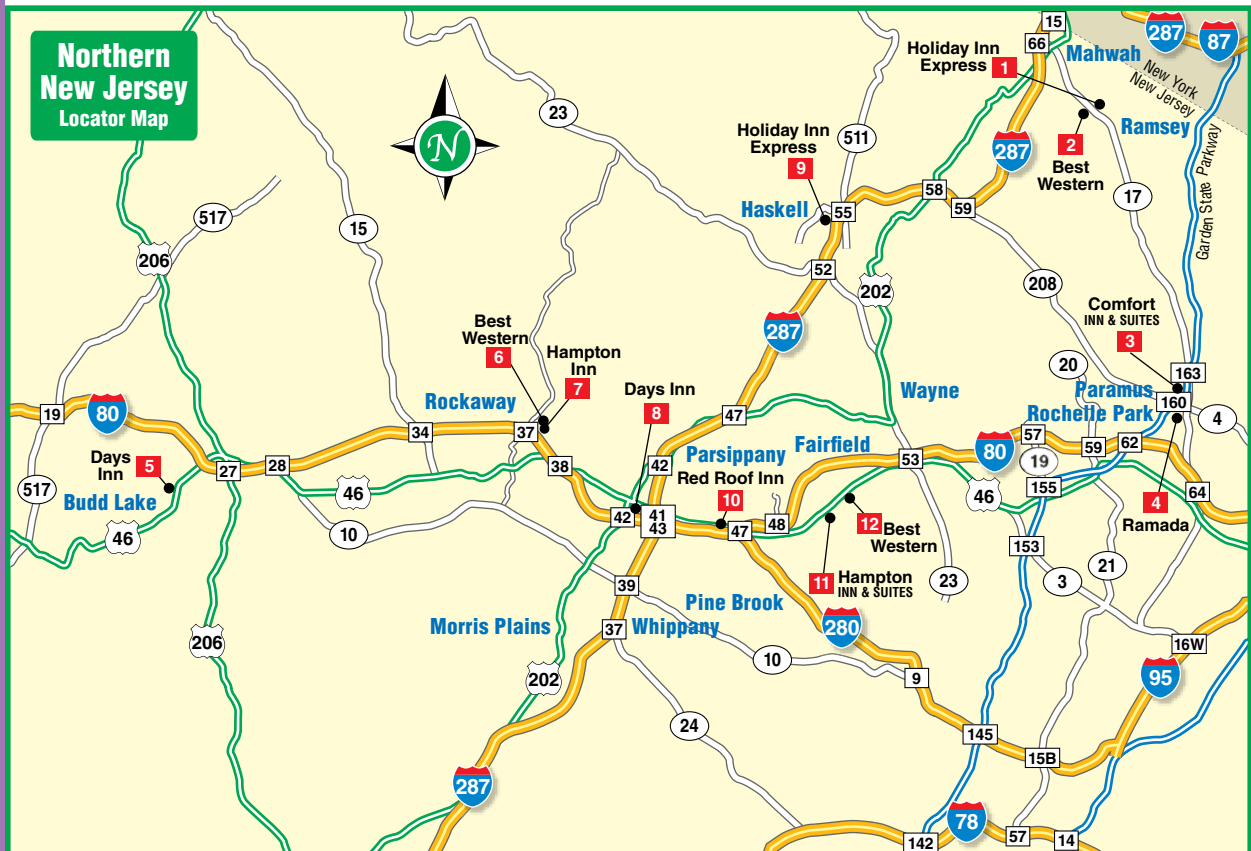 Northern
New Jersey
Locator Map
N
15
66
Mahwah
287
87
New York
New Jersey
Holiday Inn
Express
1
Ramsey
2
Best
Western
Garden State Parkway
23
511
287
Holiday Inn
Express
9
Haskell
55
58
59
17
517
15
206
52
202
208
287
Comfort
INN & SUITES
3
163
Best
Western
6
Hampton
Inn
7
Days Inn
8
Rockaway
20
Paramus
160
4
Rochelle Park
Wayne
19
80
34
37
47
57
62
59
Fairfield
Parsippany
Days
Inn
5
27
28
38
42
53
80
19
Red Roof Inn
10
517
Budd Lake
46
46
155
64
4
Ramada
46
10
42
41
43
47
48
12
Best
Western
11
Hampton
INN & SUITES
153
3
21
23
39
Pine Brook
206
Morris Plains
37
Whippany
280
16W
10
202
9
95
24
145
15B
287
78
142
57
14